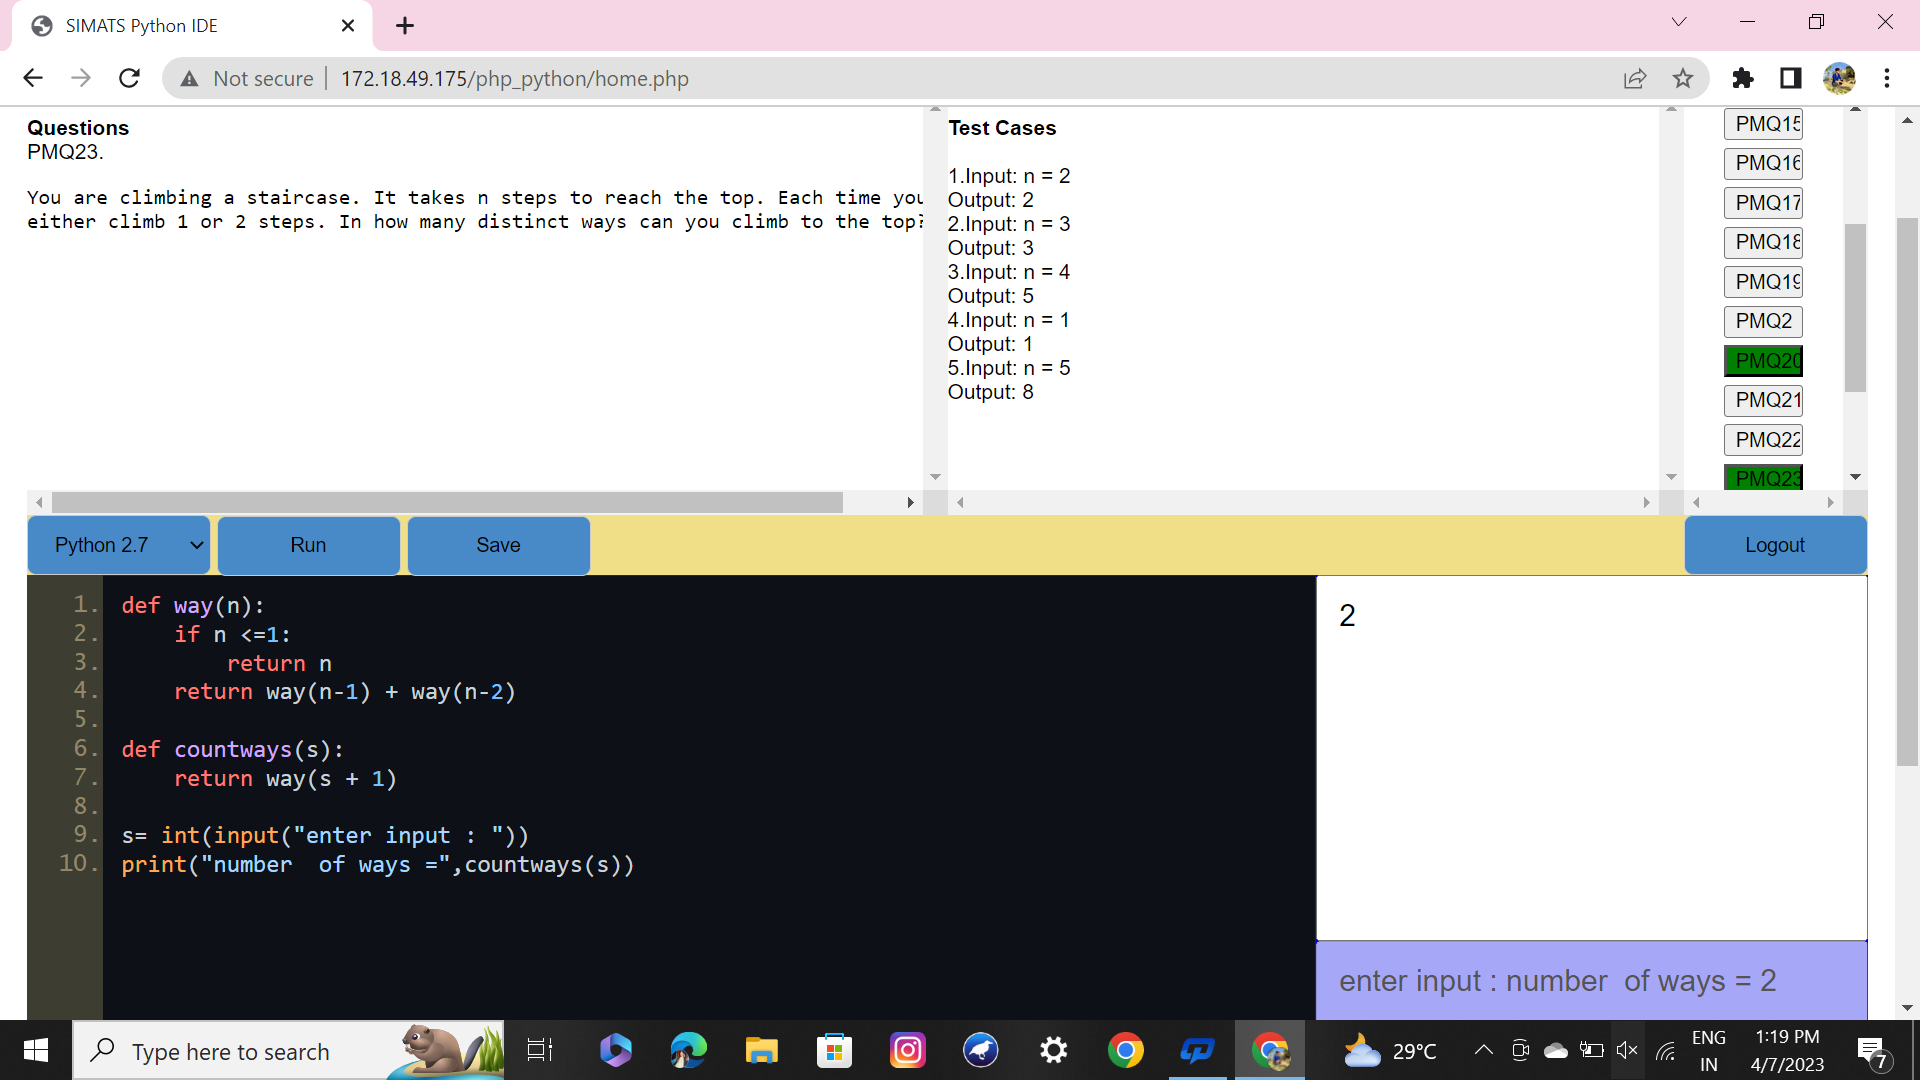 SIMATS Python IDE
Not secure
172.18.49.175/php_python/home.php
Questions
PMQ23.
You are climbing a staircase. It takes n steps to reach the top. Each time you
either climb 1 or 2 steps. In how many distinct ways can you climb to the top?
Test Cases
1.Input: n = 2
Output: 2
2.Input: n = 3
Output: 3
3.Input: n = 4
Output: 5
4.Input: n = 1
Output: 1
5.Input: n = 5
Output: 8
PMQ15
PMQ16
PMQ17
PMQ18
PMQ19
PMQ2
PMQ20
PMQ21
PMQ22
PMQ23
Python 2.7
Run
Save
Logout
1. def way(n):
2.     if n <=1:
3.         return n
4.     return way(n-1) + way(n-2)
5.
6. def countways(s):
7.     return way(s + 1)
8.
9. s= int(input("enter input : "))
10. print("number  of ways =",countways(s))
2
enter input : number  of ways = 2
Type here to search
29°C
ENG
IN
1:19 PM
4/7/2023
7